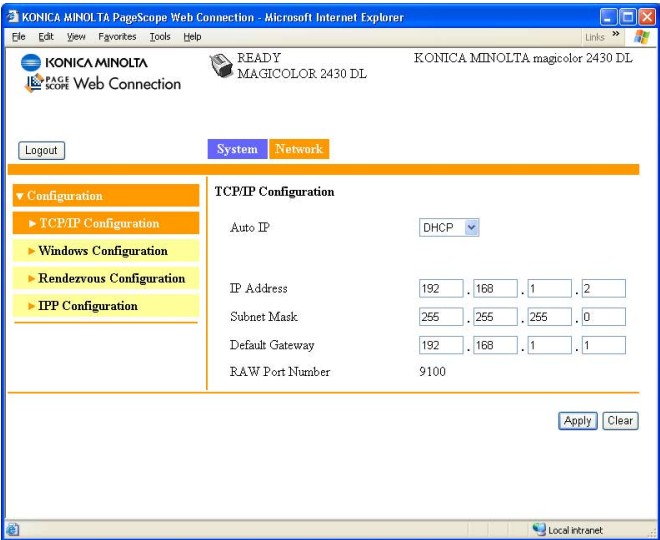 KONICA MINOLTA PageScope Web Connection - Microsoft Internet Explorer
File Edit View Favorites Tools Help Links »
KONICA MINOLTA
PAGE SCOPE Web Connection
READY
MAGICOLOR 2430 DL
KONICA MINOLTA magicolor 2430 DL
Logout
System Network
Configuration
TCP/IP Configuration
Windows Configuration
Rendezvous Configuration
IPP Configuration
TCP/IP Configuration
Auto IP DHCP
IP Address 192 . 168 . 1 . 2
Subnet Mask 255 . 255 . 255 . 0
Default Gateway 192 . 168 . 1 . 1
RAW Port Number 9100
Apply Clear
Local intranet